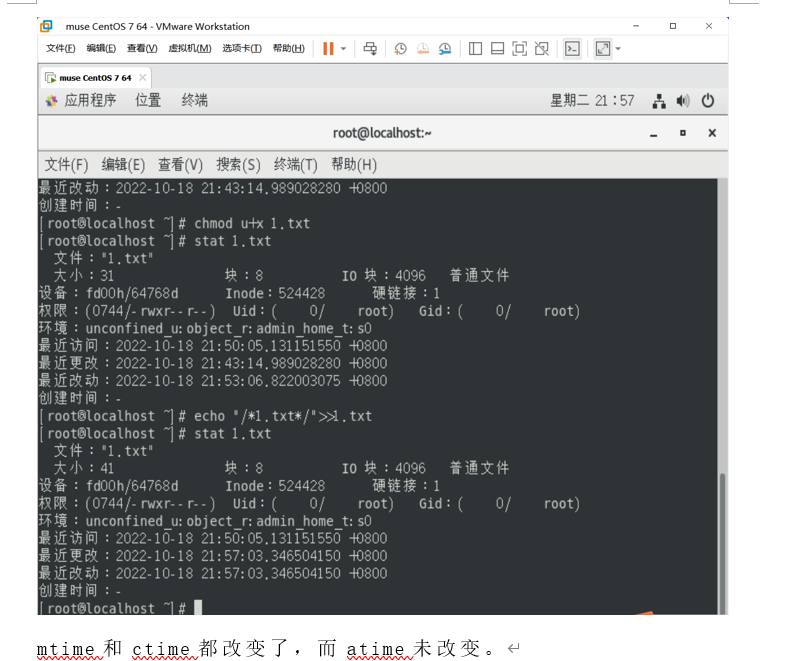 muse CentOS 7 64 - VMware Workstation
文件(F) 编辑(E) 查看(V) 虚拟机(M) 选项卡(T) 帮助(H)
muse CentOS 7 64
应用程序 位置 终端 星期二 21:57
root@localhost:~
文件(F) 编辑(E) 查看(V) 搜索(S) 终端(T) 帮助(H)
最近改动：2022-10-18 21:43:14.989028280 +0800
创建时间：-
[root@localhost ~]# chmod u+x 1.txt
[root@localhost ~]# stat 1.txt
文件："1.txt"
大小：31 块：8 IO 块：4096 普通文件
设备：fd00h/64768d Inode：524428 硬链接：1
权限：(0744/-rwxr--r--) Uid：( 0/ root) Gid：( 0/ root)
环境：unconfined_u:object_r:admin_home_t:s0
最近访问：2022-10-18 21:50:05.131151550 +0800
最近更改：2022-10-18 21:43:14.989028280 +0800
最近改动：2022-10-18 21:53:06.822003075 +0800
创建时间：-
[root@localhost ~]# echo "/*1.txt*/">>1.txt
[root@localhost ~]# stat 1.txt
文件："1.txt"
大小：41 块：8 IO 块：4096 普通文件
设备：fd00h/64768d Inode：524428 硬链接：1
权限：(0744/-rwxr--r--) Uid：( 0/ root) Gid：( 0/ root)
环境：unconfined_u:object_r:admin_home_t:s0
最近访问：2022-10-18 21:50:05.131151550 +0800
最近更改：2022-10-18 21:57:03.346504150 +0800
最近改动：2022-10-18 21:57:03.346504150 +0800
创建时间：-
[root@localhost ~]#
mtime 和 ctime 都改变了，而 atime 未改变。